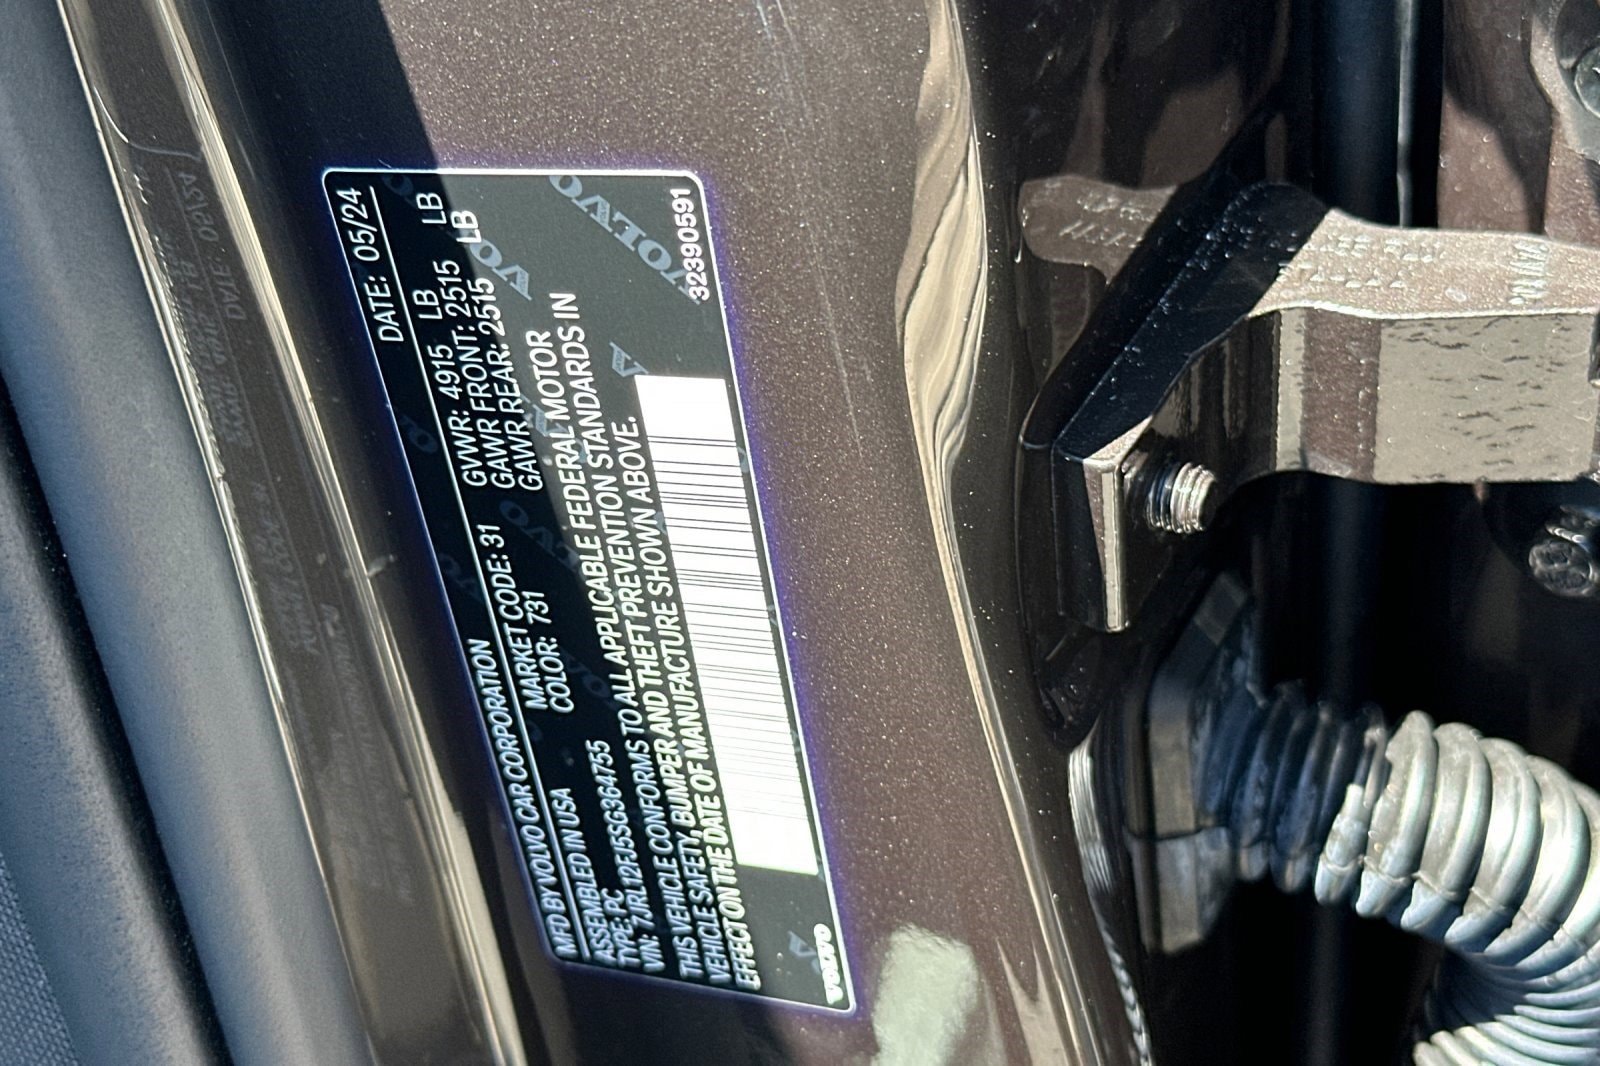 MFD BY VOLVO CAR CORPORATION DATE: 05/24
ASSEMBLED IN USA MARKET CODE: 31 GVWR: 4915 LB
TYPE: PC COLOR: 731 GAWR FRONT: 2515 LB
VIN: 7JRL12FJ5SG364755 GAWR REAR: 2515 LB
THIS VEHICLE CONFORMS TO ALL APPLICABLE FEDERAL MOTOR
VEHICLE SAFETY, BUMPER AND THEFT PREVENTION STANDARDS IN
EFFECT ON THE DATE OF MANUFACTURE SHOWN ABOVE.
VOLVO 32390591